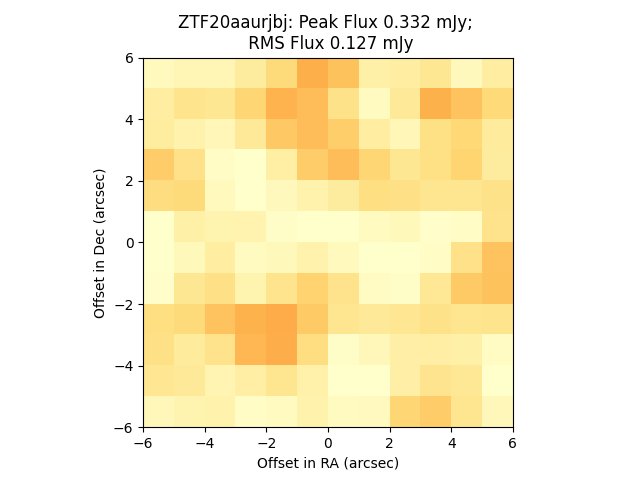 ZTF20aaurjbj: Peak Flux 0.332 mJy;
RMS Flux 0.127 mJy
6
4
2
0
−2
−4
−6
Offset in Dec (arcsec)
−6 −4 −2 0 2 4 6
Offset in RA (arcsec)